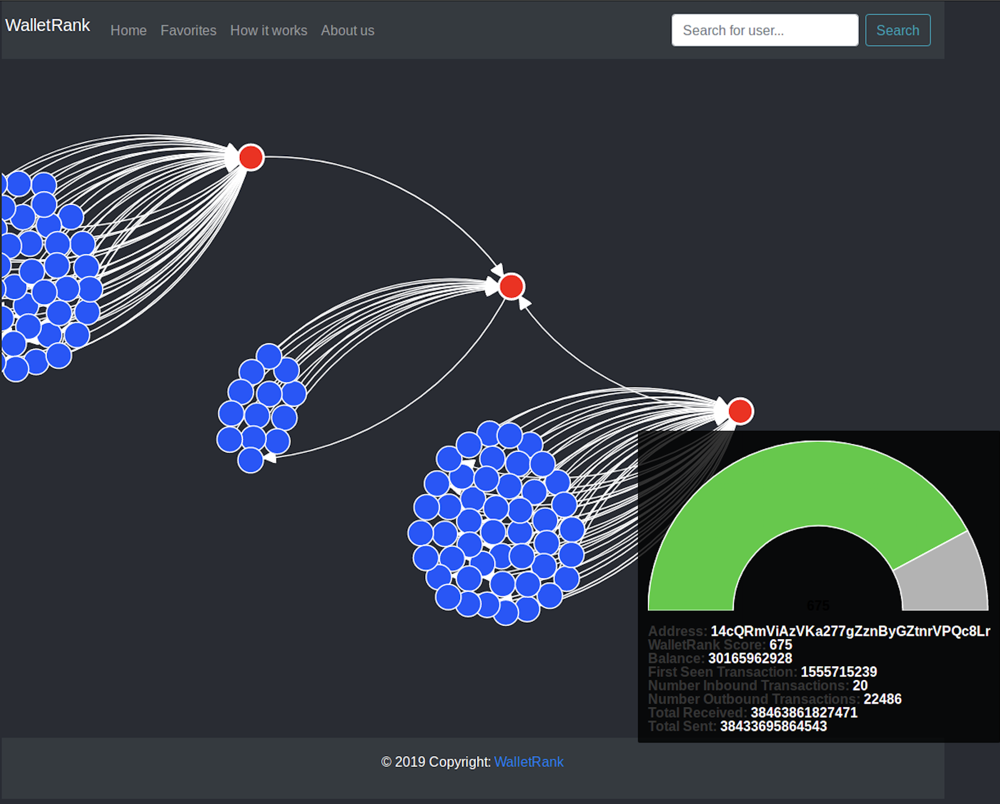 WalletRank Home Favorites How it works About us Search for user... Search
675
Address: 14cQRmViAzVKa277gZznByGZtnrVPQc8Lr
WalletRank Score: 675
Balance: 30165962928
First Seen Transaction: 1555715239
Number Inbound Transactions: 20
Number Outbound Transactions: 22486
Total Received: 38463861827471
Total Sent: 38433695864543
© 2019 Copyright: WalletRank